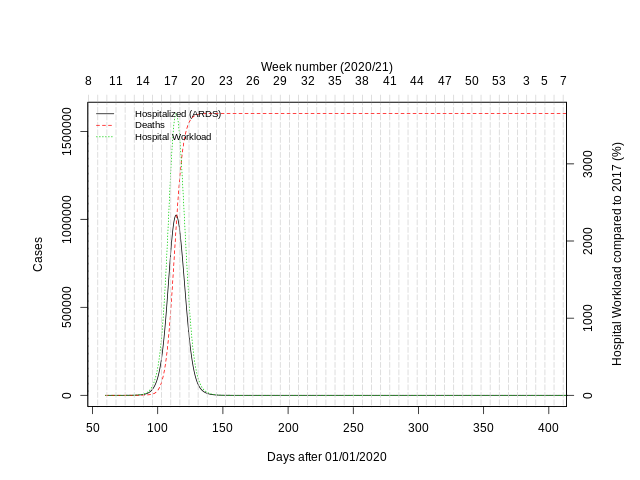 Week number (2020/21)
8 11 14 17 20 23 26 29 32 35 38 41 44 47 50 53 3 5 7
Hospitalized (ARDS)
Deaths
Hospital Workload
Cases
0 500000 1000000 1500000
Hospital Workload compared to 2017 (%)
0 1000 2000 3000
50 100 150 200 250 300 350 400
Days after 01/01/2020